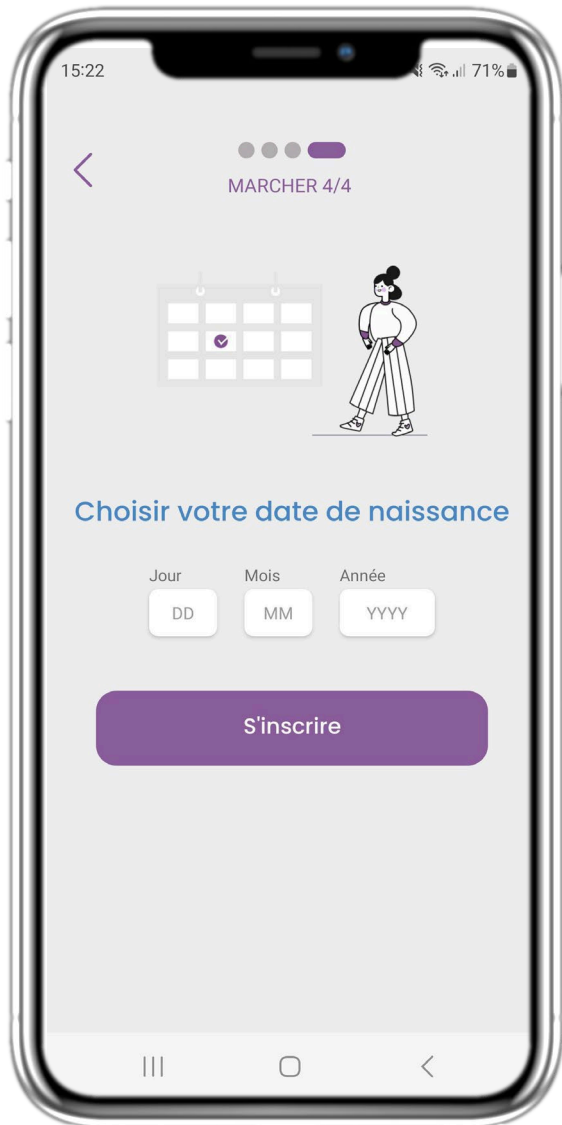 15:22 71%
MARCHER 4/4
Choisir votre date de naissance
Jour Mois Année
DD MM YYYY
S'inscrire